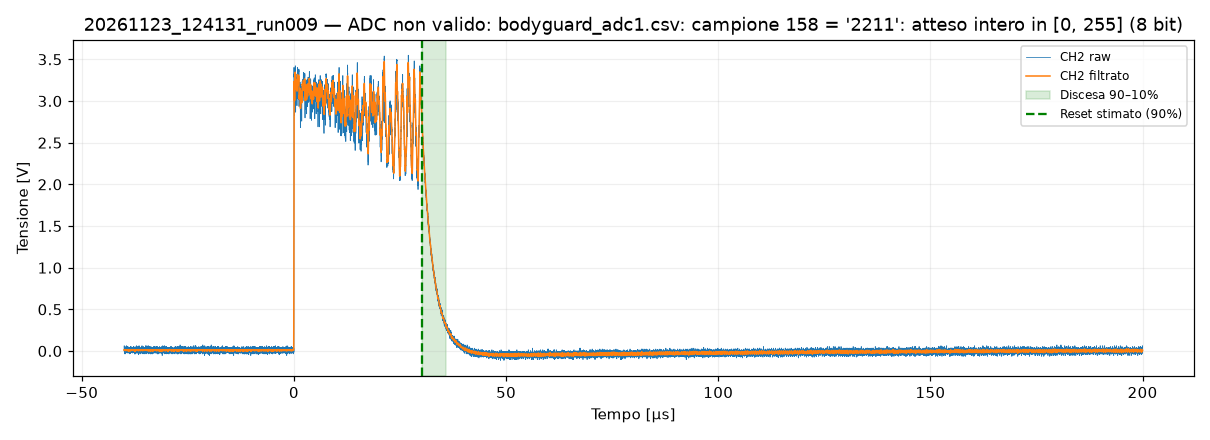 20261123_124131_run009 — ADC non valido: bodyguard_adc1.csv: campione 158 = '2211': atteso intero in [0, 255] (8 bit)
Tensione [V]
3.5
3.0
2.5
2.0
1.5
1.0
0.5
0.0
CH2 raw
CH2 filtrato
Discesa 90–10%
Reset stimato (90%)
−50
0
50
100
150
200
Tempo [µs]